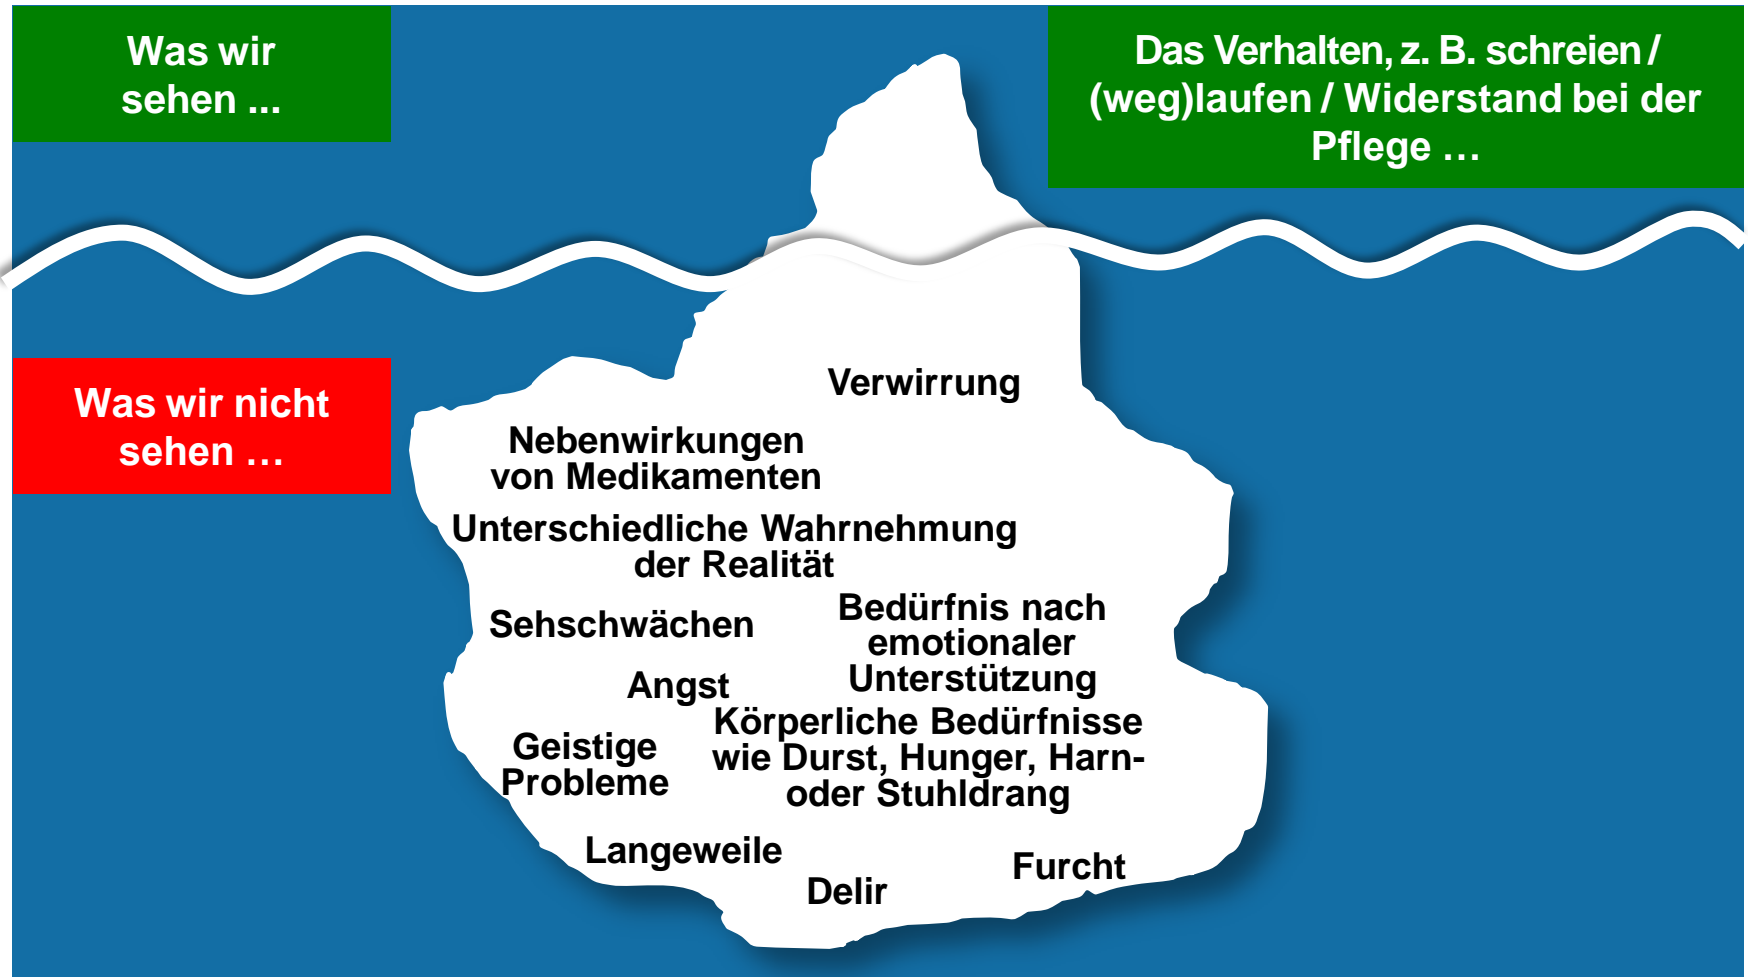 Was wir
sehen ...
Das Verhalten, z. B. schreien /
(weg)laufen / Widerstand bei der
Pflege …
Was wir nicht
sehen …
Verwirrung
Nebenwirkungen
von Medikamenten
Unterschiedliche Wahrnehmung
der Realität
Sehschwächen
Bedürfnis nach
emotionaler
Unterstützung
Angst
Körperliche Bedürfnisse
wie Durst, Hunger, Harn-
oder Stuhldrang
Geistige
Probleme
Langeweile
Furcht
Delir